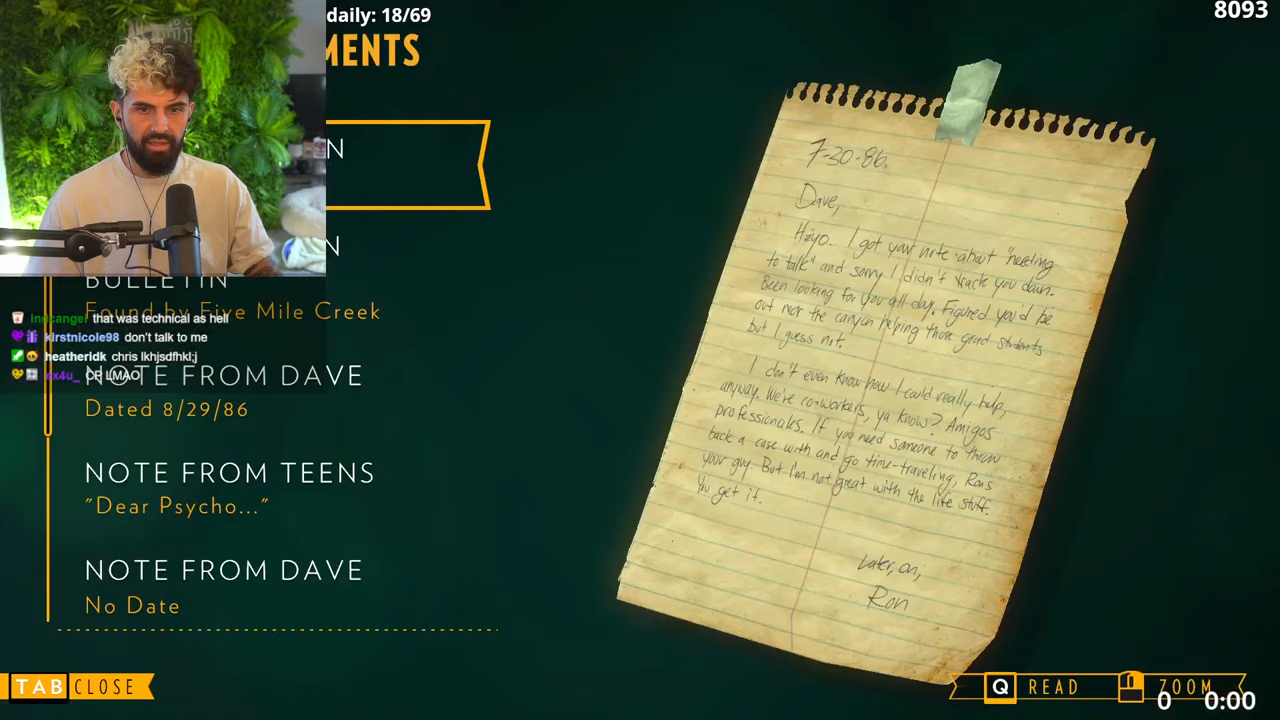 daily: 18/69
8093
MENTS
N
N
BULLETIN
Found by Five Mile Creek
that was technical as hell
kirstnicole98 don't talk to me
heatheridk chris lkhjsdfhkl;j
NOTE FROM DAVE
Dated 8/29/86
NOTE FROM TEENS
"Dear Psycho..."
NOTE FROM DAVE
No Date
TAB CLOSE
7-30-86.
Dave,
Hiyo. I got your note about "needing
to talk" and sorry I didn't track you down.
Been looking for you all day. Figured you'd be
out near the canyon helping those grad students
but I guess not.
I don't even know how I could really help,
anyway. We're co-workers, ya know? Amigos
professionales. If you need someone to throw
back a case with and go time-traveling, Rons
your guy. But I'm not great with the life stuff.
You get it.
Later, on,
Ron
Q READ
ZOOM
0 0:00